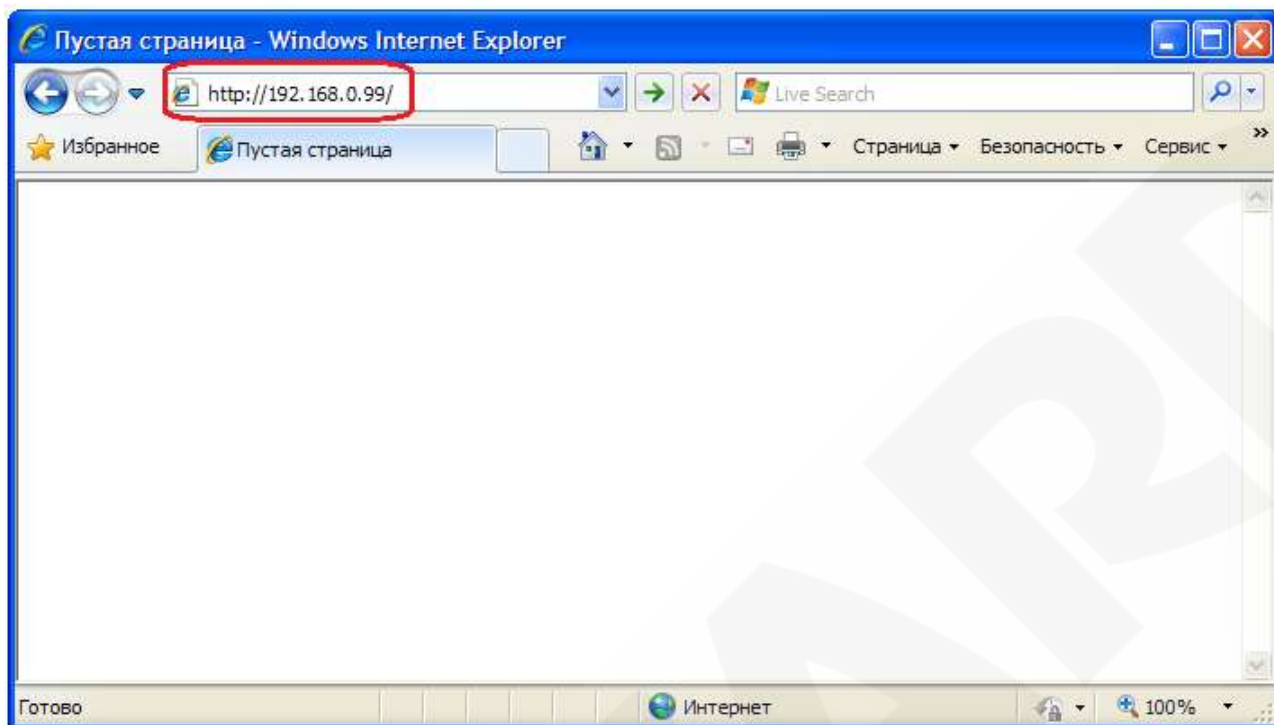 Пустая страница - Windows Internet Explorer
http://192.168.0.99/ Live Search
Избранное Пустая страница Страница Безопасность Сервис »
Готово Интернет 100%